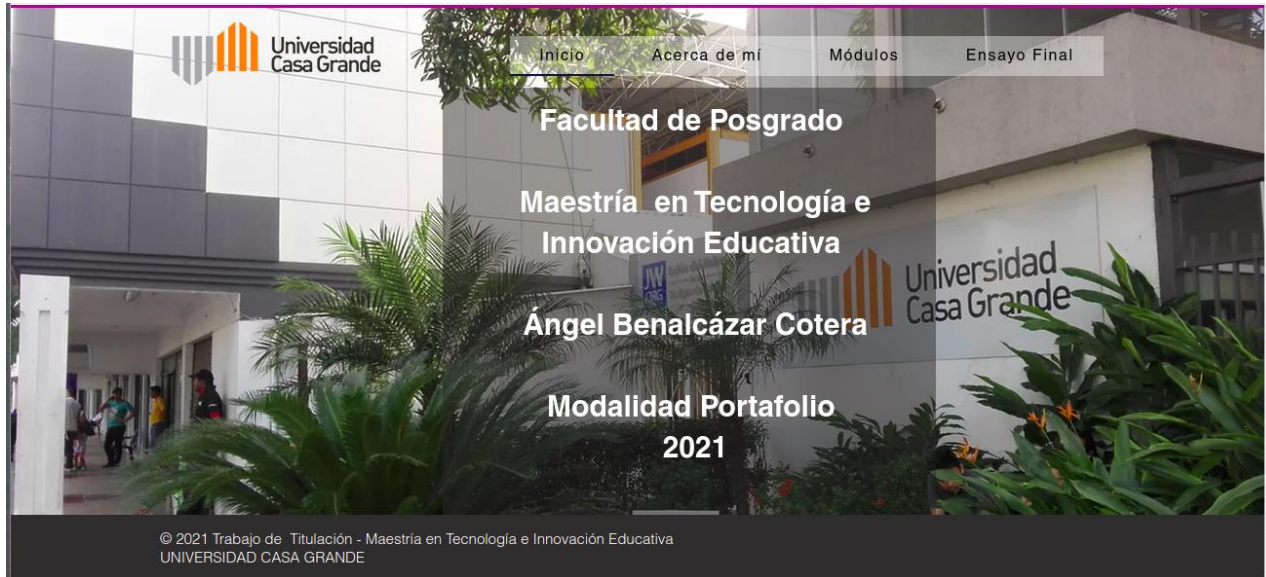 Universidad
Casa Grande
Inicio Acerca de mí Módulos Ensayo Final
Facultad de Posgrado
Maestría en Tecnología e
Innovación Educativa
JW
.ORG
Universidad
Casa Grande
Ángel Benalcázar Cotera
Modalidad Portafolio
2021
© 2021 Trabajo de Titulación - Maestría en Tecnología e Innovación Educativa
UNIVERSIDAD CASA GRANDE